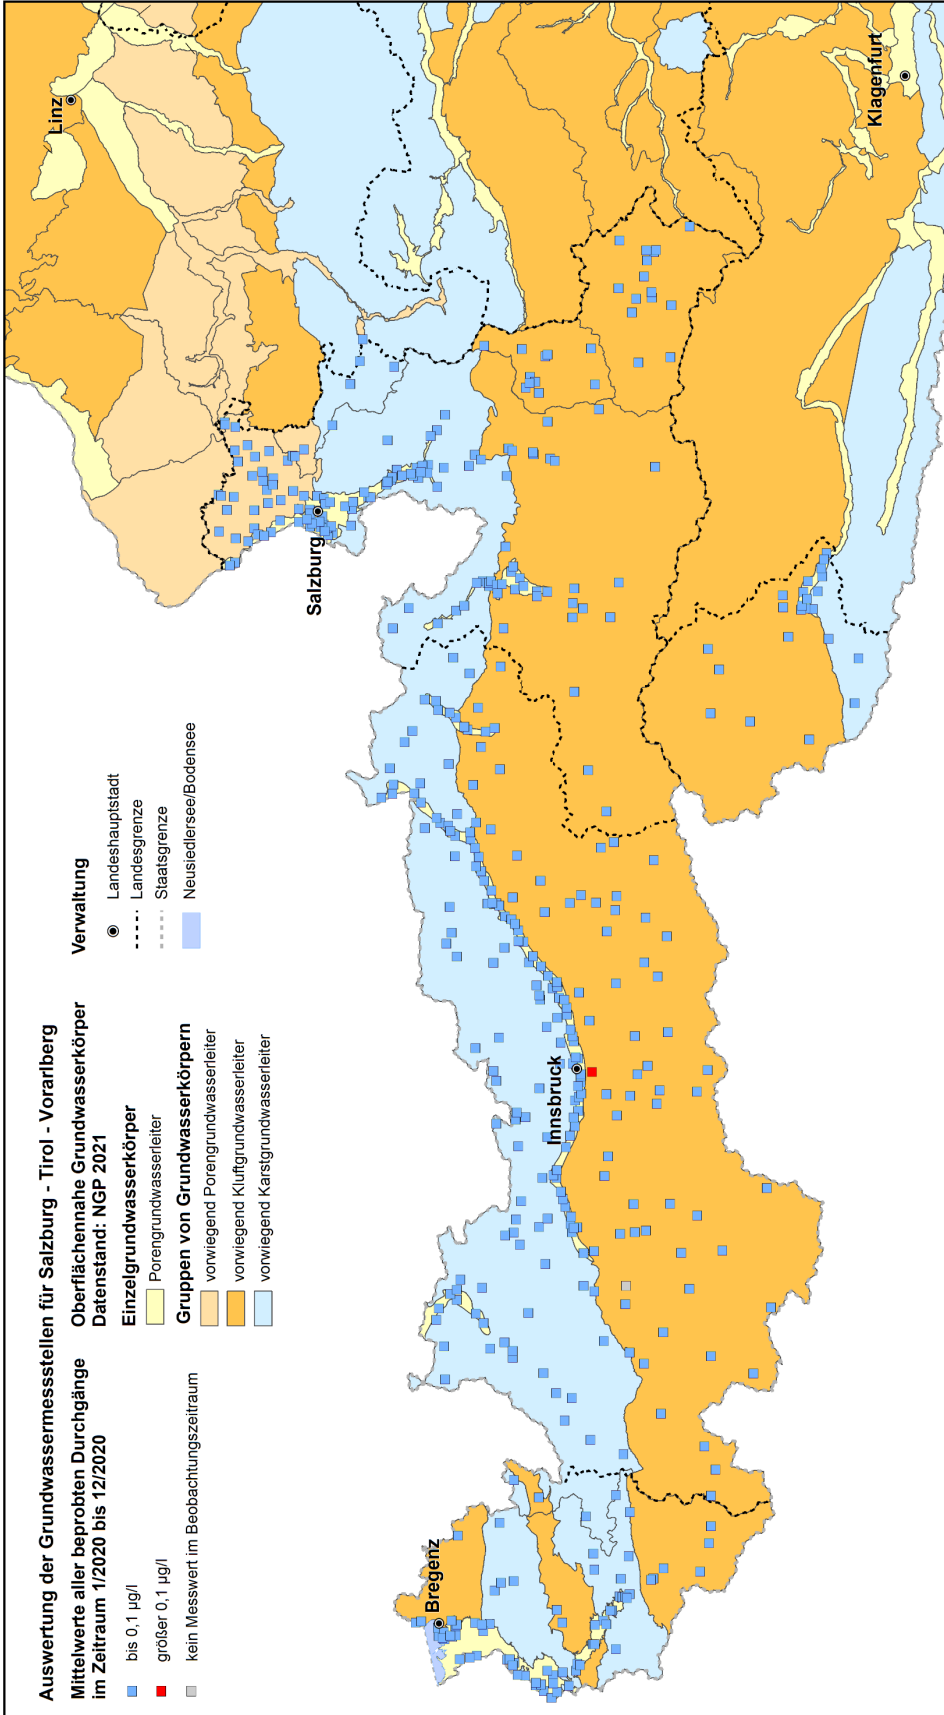 Auswertung der Grundwassermessstellen für Salzburg - Tirol - Vorarlberg
Mittelwerte aller beprobten Durchgänge
im Zeitraum 1/2020 bis 12/2020
bis 0,1 µg/l
größer 0,1 µg/l
kein Messwert im Beobachtungszeitraum
Oberflächennahe Grundwasserkörper
Datenstand: NGP 2021
Einzelgrundwasserkörper
Porengrundwasserleiter
Gruppen von Grundwasserkörpern
vorwiegend Porengrundwasserleiter
vorwiegend Kluftgrundwasserleiter
vorwiegend Karstgrundwasserleiter
Verwaltung
Landeshauptstadt
Landesgrenze
Staatsgrenze
Neusiedlersee/Bodensee
Linz
Salzburg
Bregenz
Innsbruck
Klagenfurt